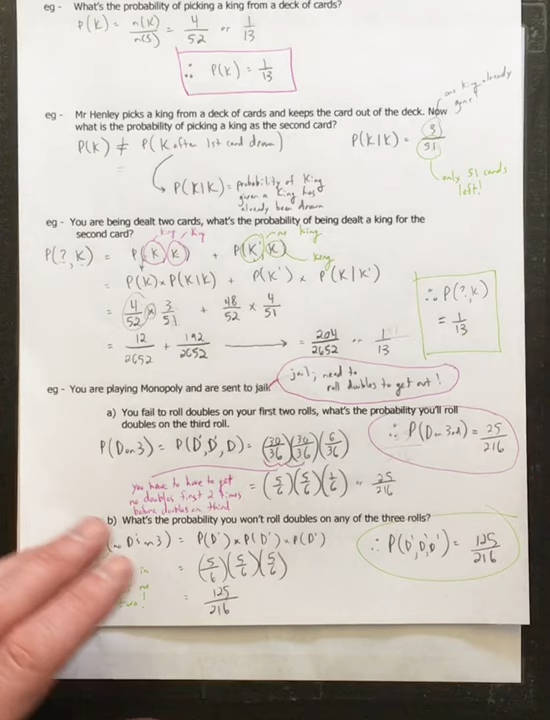 eg - What's the probability of picking a king from a deck of cards?
P(K) = n(K)/n(S) = 4/52 or 1/13
∴ P(K) = 1/13
one king already gone!
eg - Mr Henley picks a king from a deck of cards and keeps the card out of the deck. Now
what is the probability of picking a king as the second card?
P(K) ≠ P(K after 1st card drawn)
P(K|K) = 3/51
only 51 cards left!
P(K|K) = probability of King
given a King has
already been drawn
eg - You are being dealt two cards, what's the probability of being dealt a king for the
second card?
king king
no king
king
P(?, K) = P(K, K) + P(K', K)
= P(K) × P(K|K) + P(K') × P(K|K')
= 4/52 × 3/51 + 48/52 × 4/51
= 12/2652 + 192/2652 → = 204/2652 or 1/13
∴ P(?, K)
= 1/13
eg - You are playing Monopoly and are sent to jail
jail; need to
roll doubles to get out!
a) You fail to roll doubles on your first two rolls, what's the probability you'll roll
doubles on the third roll.
P(D on 3) = P(D', D', D) = (30/36)(30/36)(6/36)
∴ P(D on 3rd) = 25/216
= (5/6)(5/6)(1/6) or 25/216
you have to have to get
no doubles first 2 times
before doubles on third
b) What's the probability you won't roll doubles on any of the three rolls?
(no D in 3) = P(D') × P(D') × P(D')
∴ P(D', D', D') = 125/216
= (5/6)(5/6)(5/6)
= 125/216
in
no
two!